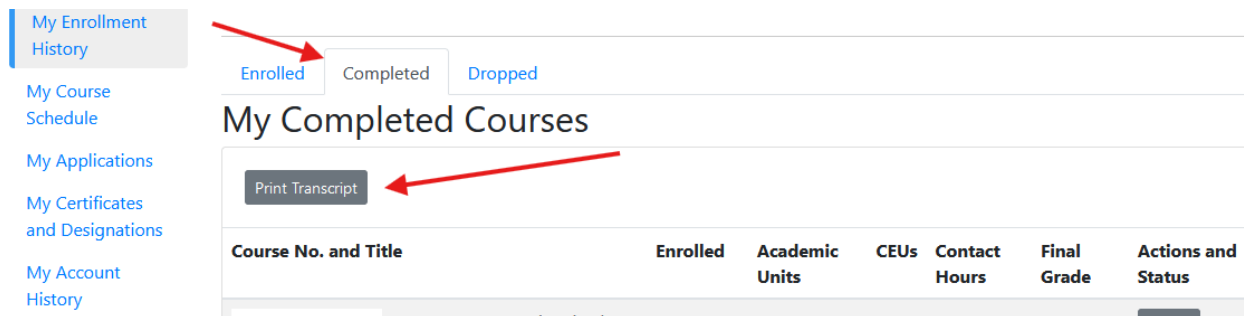 My Enrollment
History
My Course
Schedule
My Applications
My Certificates
and Designations
My Account
History
Enrolled Completed Dropped
My Completed Courses
Print Transcript
Course No. and Title Enrolled Academic Units CEUs Contact Hours Final Grade Actions and Status